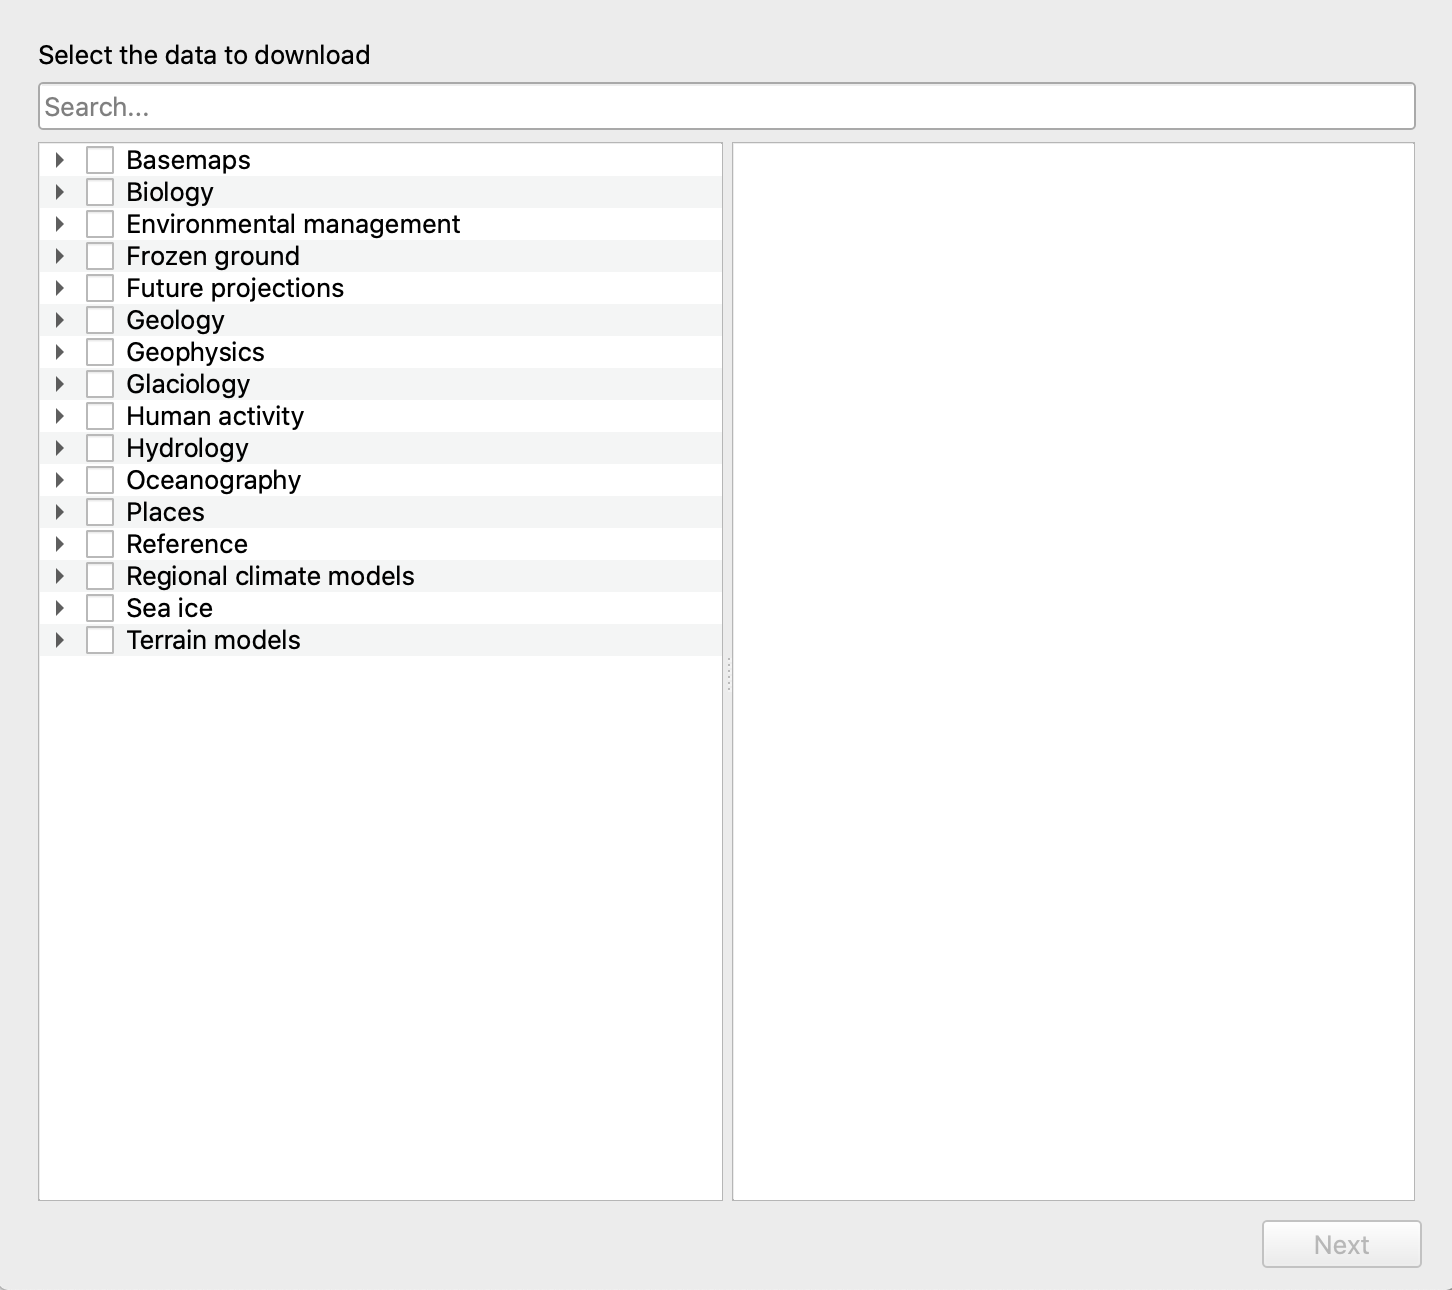 Select the data to download
Search...
Basemaps
Biology
Environmental management
Frozen ground
Future projections
Geology
Geophysics
Glaciology
Human activity
Hydrology
Oceanography
Places
Reference
Regional climate models
Sea ice
Terrain models
Next